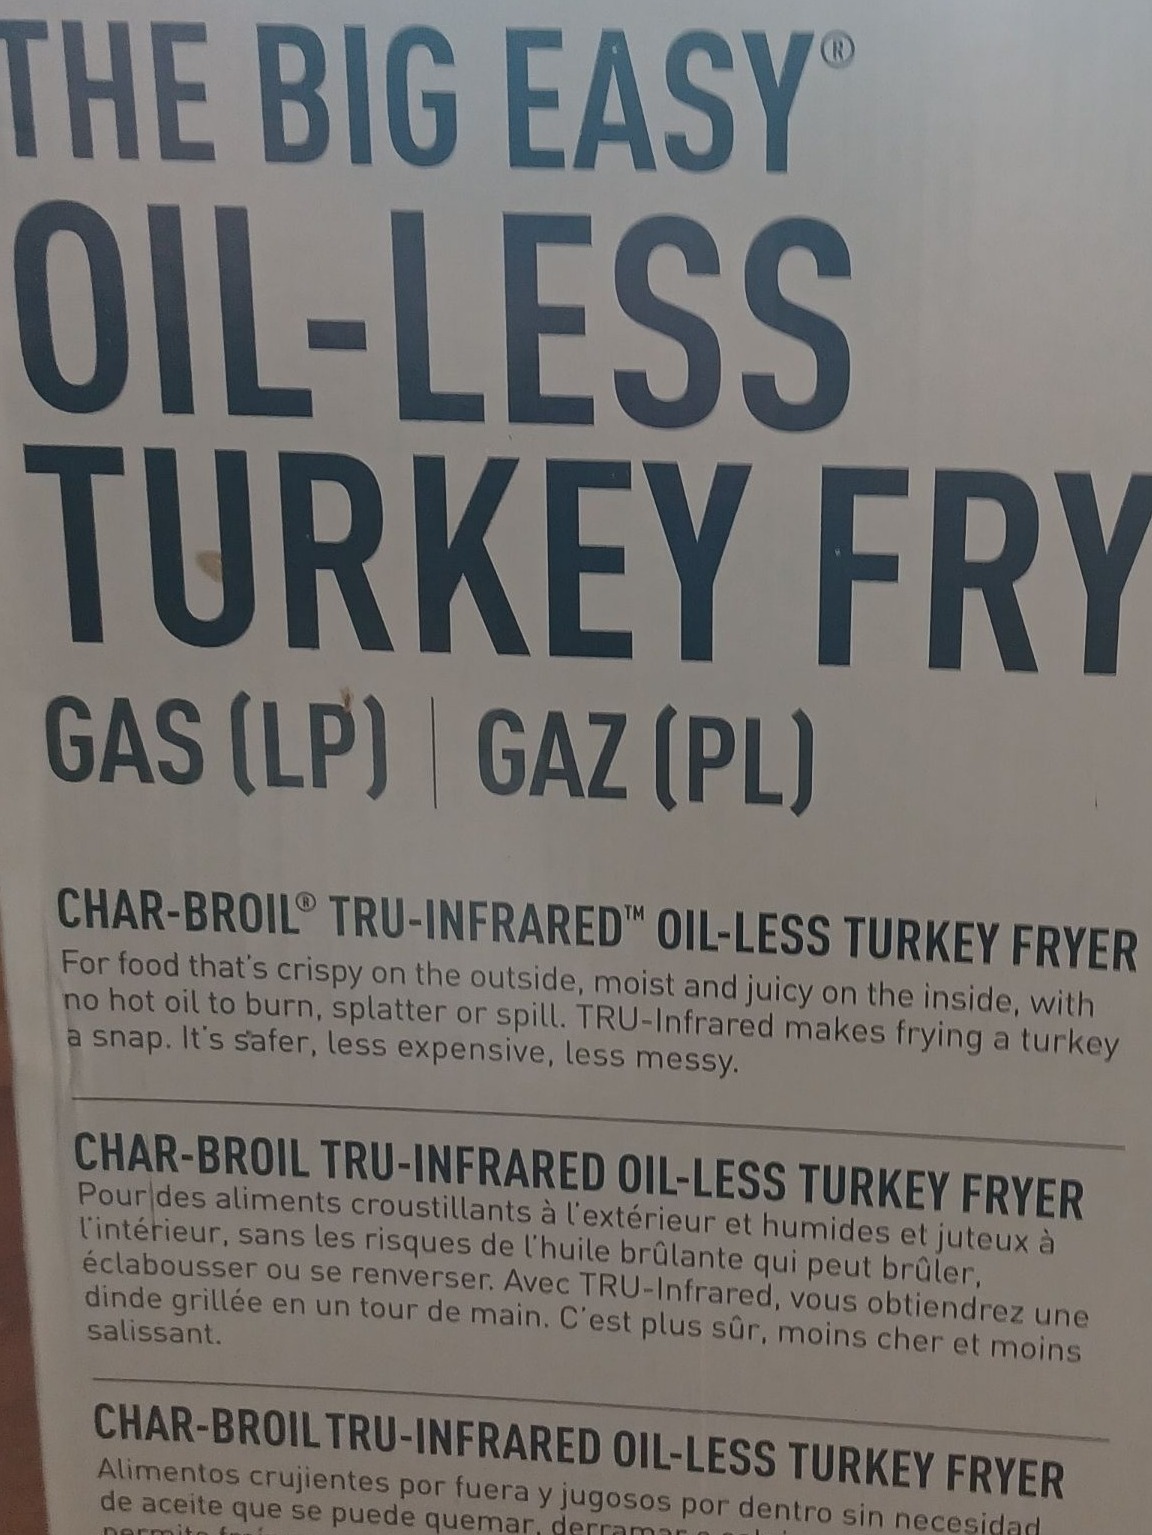 THE BIG EASY®
OIL-LESS
TURKEY FRY
GAS (LP) | GAZ (PL)
CHAR-BROIL® TRU-INFRARED™ OIL-LESS TURKEY FRYER
For food that's crispy on the outside, moist and juicy on the inside, with
no hot oil to burn, splatter or spill. TRU-Infrared makes frying a turkey
a snap. It's safer, less expensive, less messy.
CHAR-BROIL TRU-INFRARED OIL-LESS TURKEY FRYER
Pour des aliments croustillants à l'extérieur et humides et juteux à
l'intérieur, sans les risques de l'huile brûlante qui peut brûler,
éclabousser ou se renverser. Avec TRU-Infrared, vous obtiendrez une
dinde grillée en un tour de main. C'est plus sûr, moins cher et moins
salissant.
CHAR-BROIL TRU-INFRARED OIL-LESS TURKEY FRYER
Alimentos crujientes por fuera y jugosos por dentro sin necesidad
de aceite que se puede quemar, derramar o